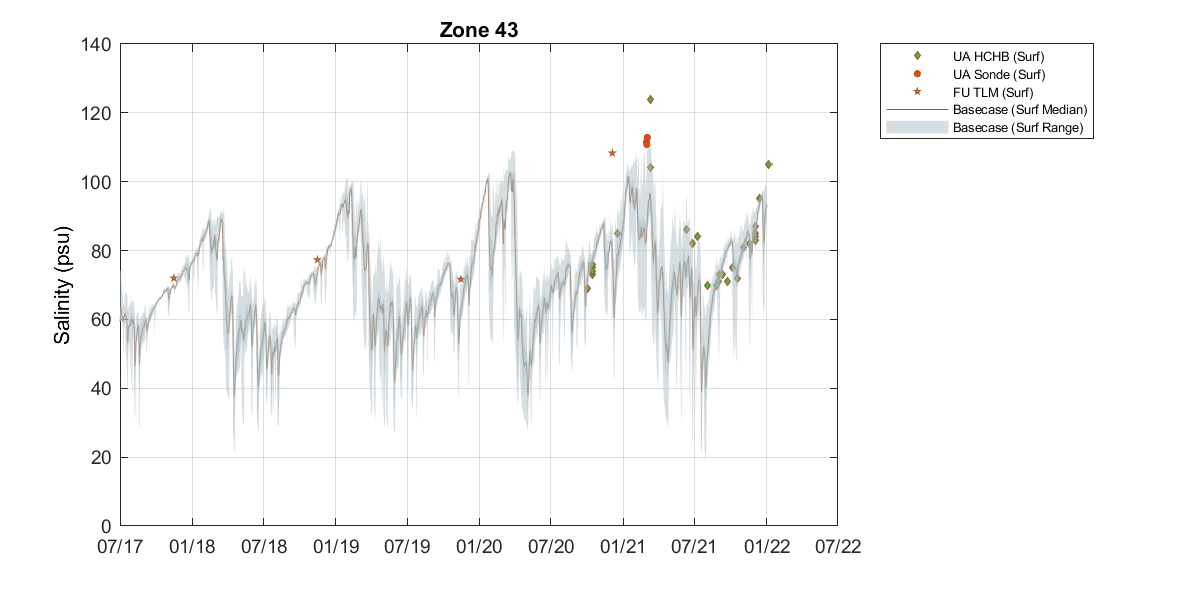 Zone 43
140
120
100
80
60
40
20
0
Salinity (psu)
07/17 01/18 07/18 01/19 07/19 01/20 07/20 01/21 07/21 01/22 07/22
UA HCHB (Surf)
UA Sonde (Surf)
FU TLM (Surf)
Basecase (Surf Median)
Basecase (Surf Range)